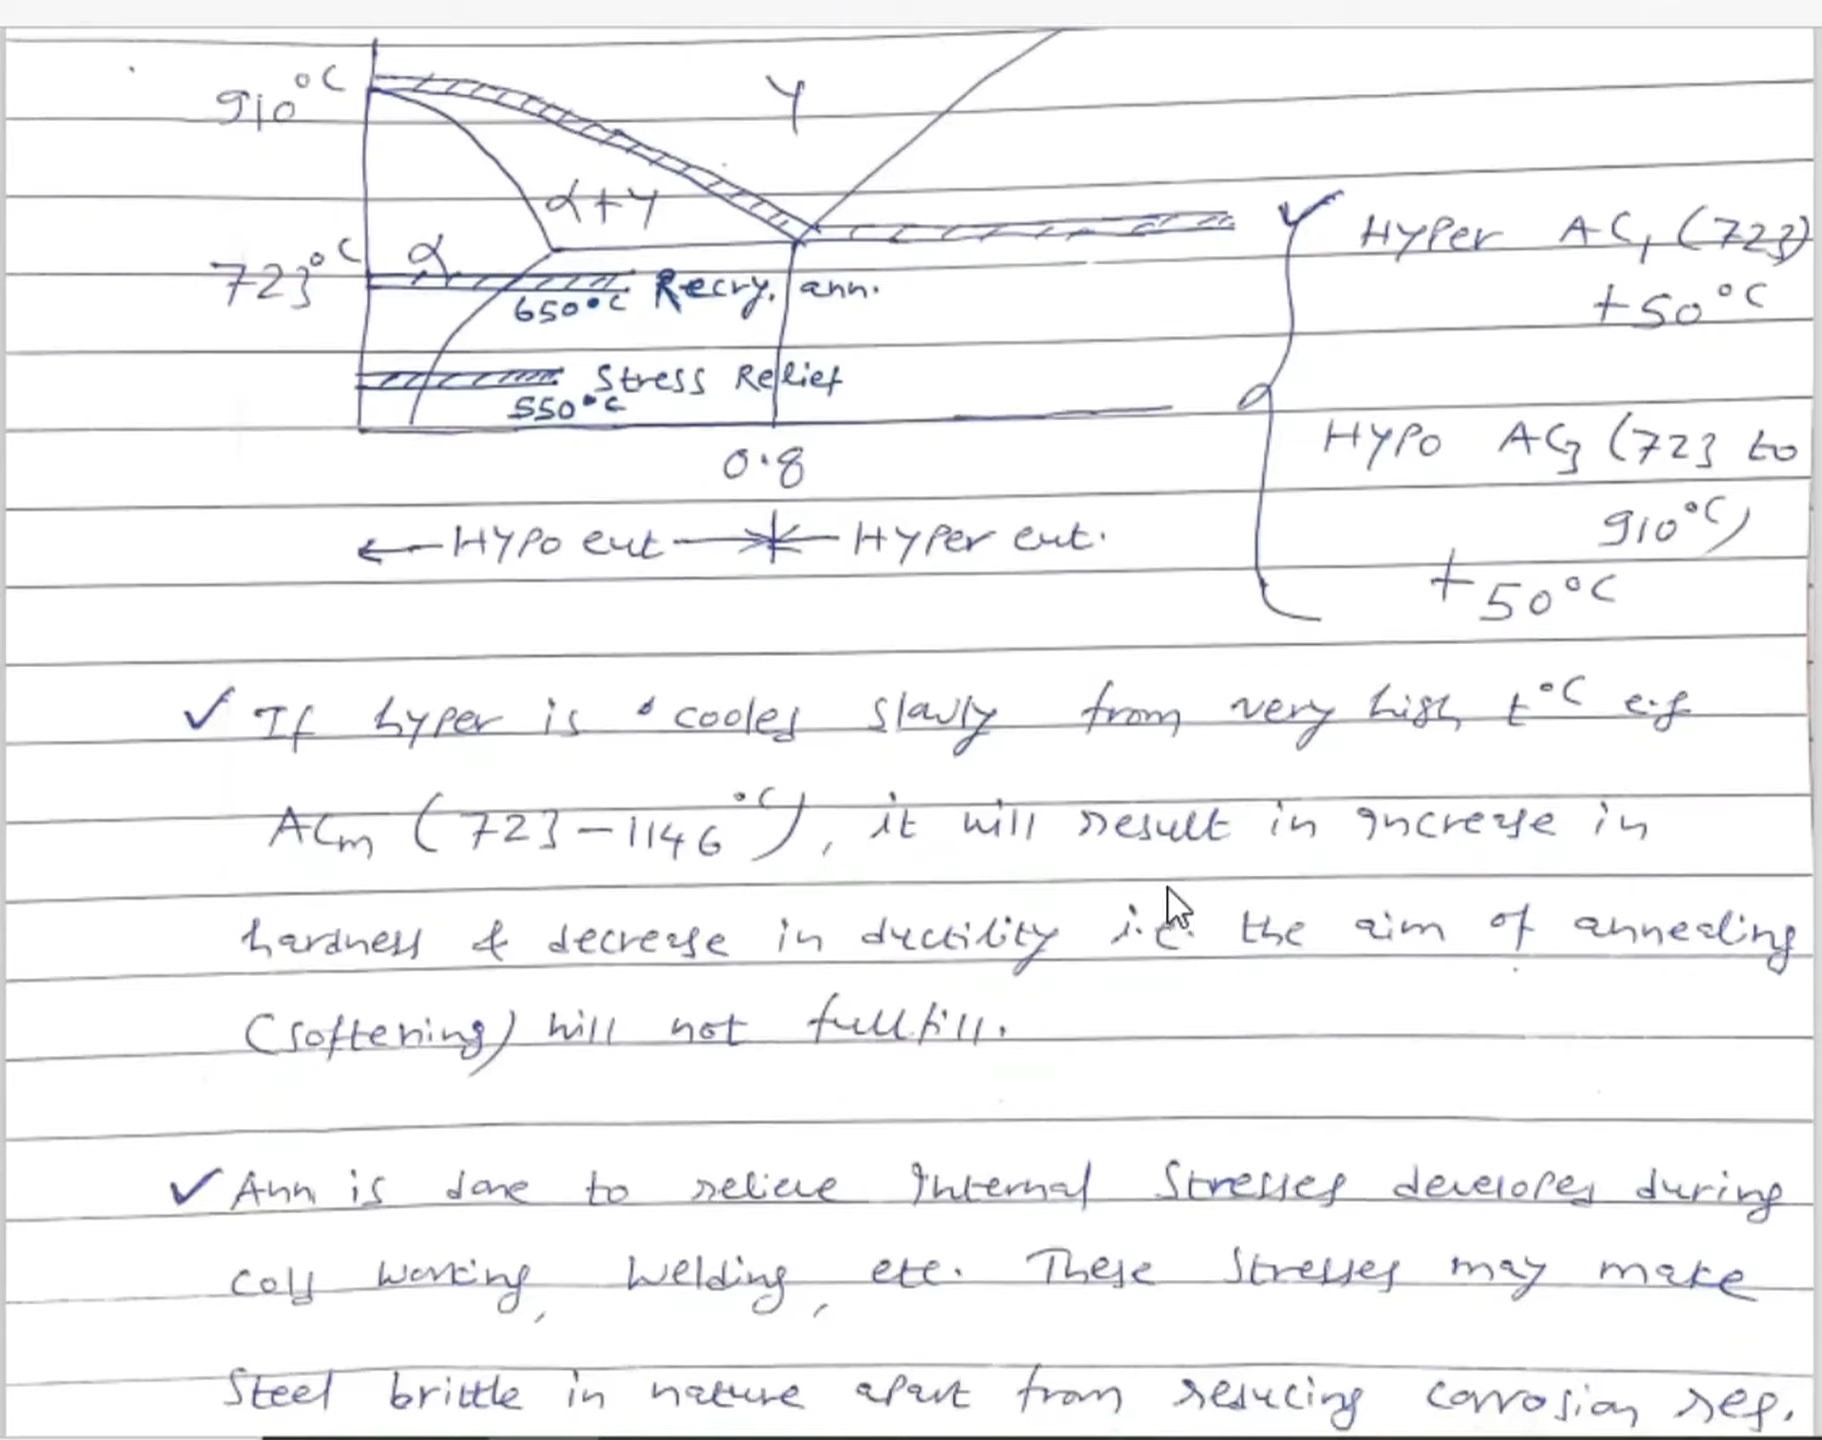 910°C
γ
α+γ
723°C
α
650°C Recry. ann.
Stress Relief
550°C
0.8
Hypo eut
Hyper eut.
Hyper AC1 (723)
+50°C
Hypo AC3 (723 to
910°C)
+50°C
✓ If hyper is cooled slowly from very high t°C e.g
ACm (723-1146°C), it will result in increase in
hardness & decrease in ductility i.e. the aim of annealing
(softening) will not fullfill.
✓ Ann is done to relieve internal stresses developed during
cold working, welding, etc. These stresses may make
steel brittle in nature apart from reducing corrosion res.